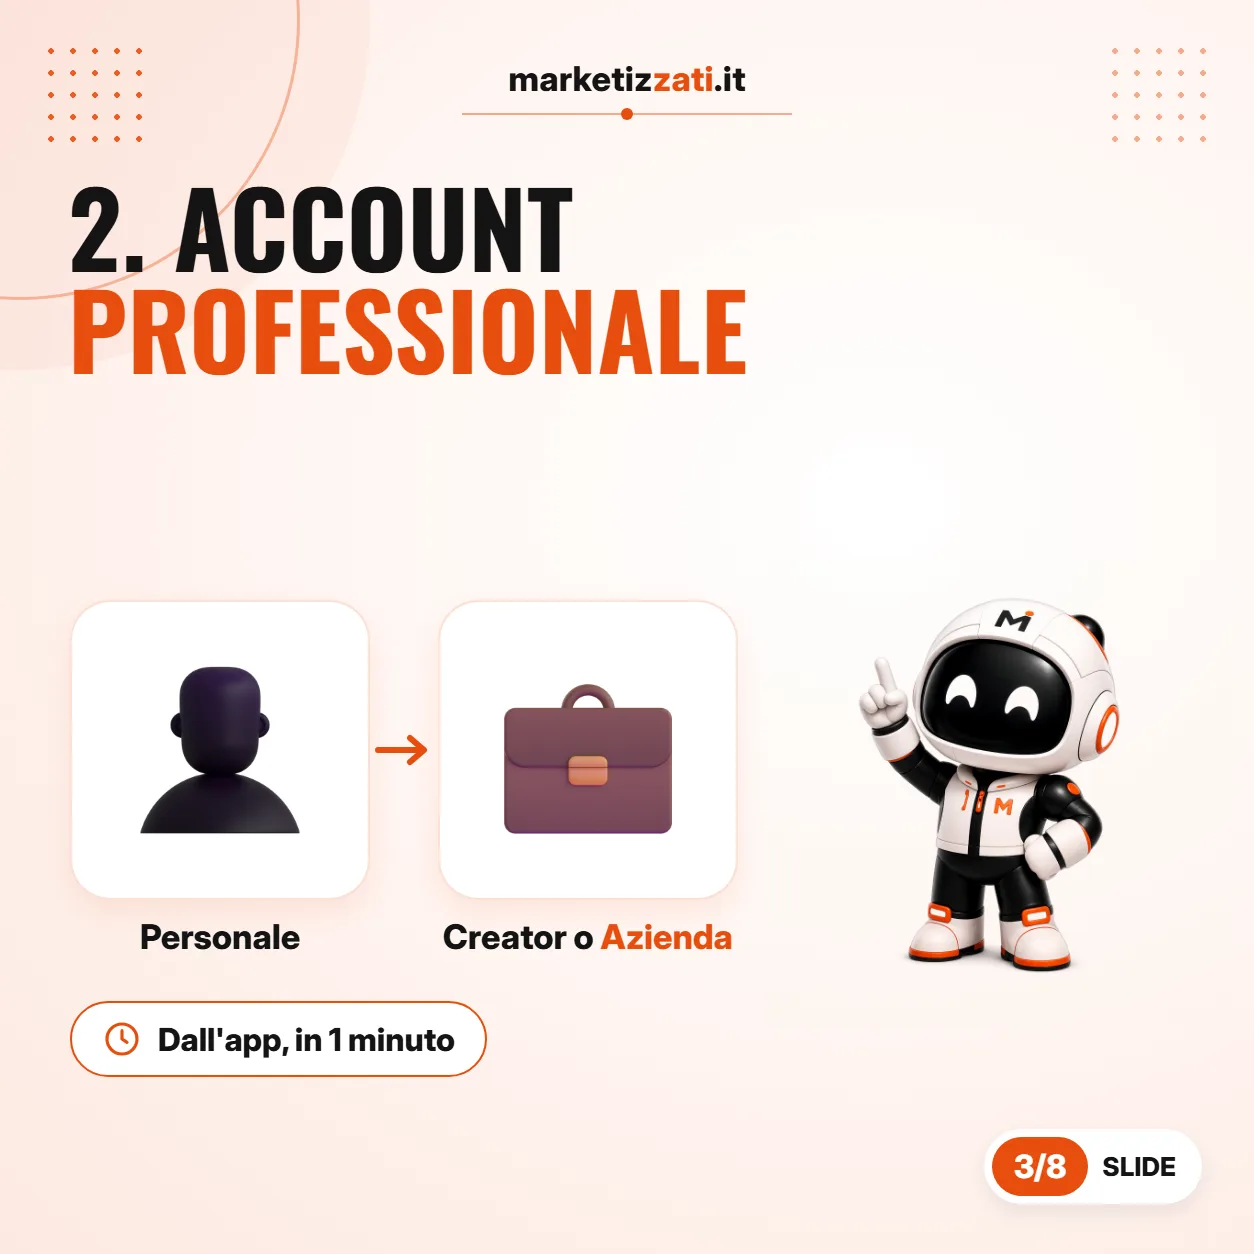 marketizzati.it
2. ACCOUNT
PROFESSIONALE
M
M
Personale
Creator o Azienda
Dall'app, in 1 minuto
3/8 SLIDE